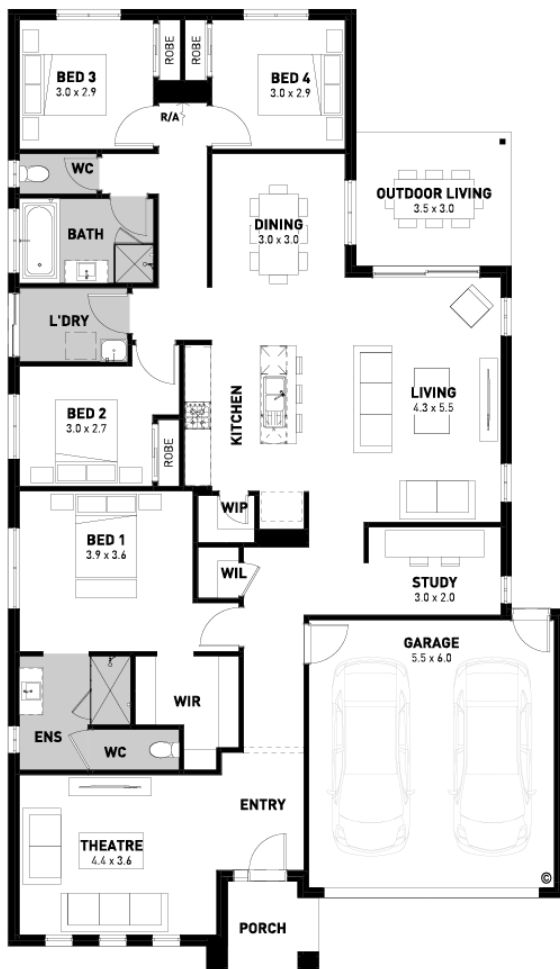 BED 3
3.0 x 2.9
ROBE
ROBE
BED 4
3.0 x 2.9
R/A
WC
BATH
DINING
3.0 x 3.0
OUTDOOR LIVING
3.5 x 3.0
L'DRY
KITCHEN
LIVING
4.3 x 5.5
BED 2
3.0 x 2.7
ROBE
WIP
BED 1
3.9 x 3.6
WIL
STUDY
3.0 x 2.0
GARAGE
5.5 x 6.0
WIR
ENS
WC
ENTRY
THEATRE
4.4 x 3.6
©
PORCH